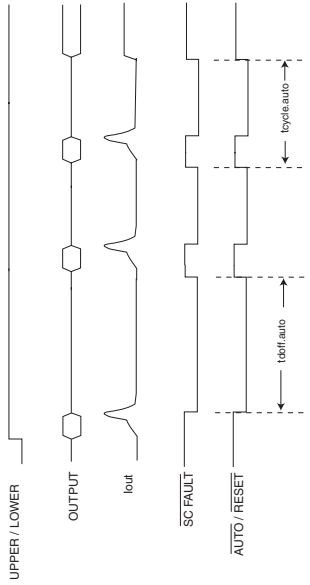 UPPER / LOWER
OUTPUT
Iout
SC FAULT
AUTO / RESET
tdoff.auto
tcycle.auto